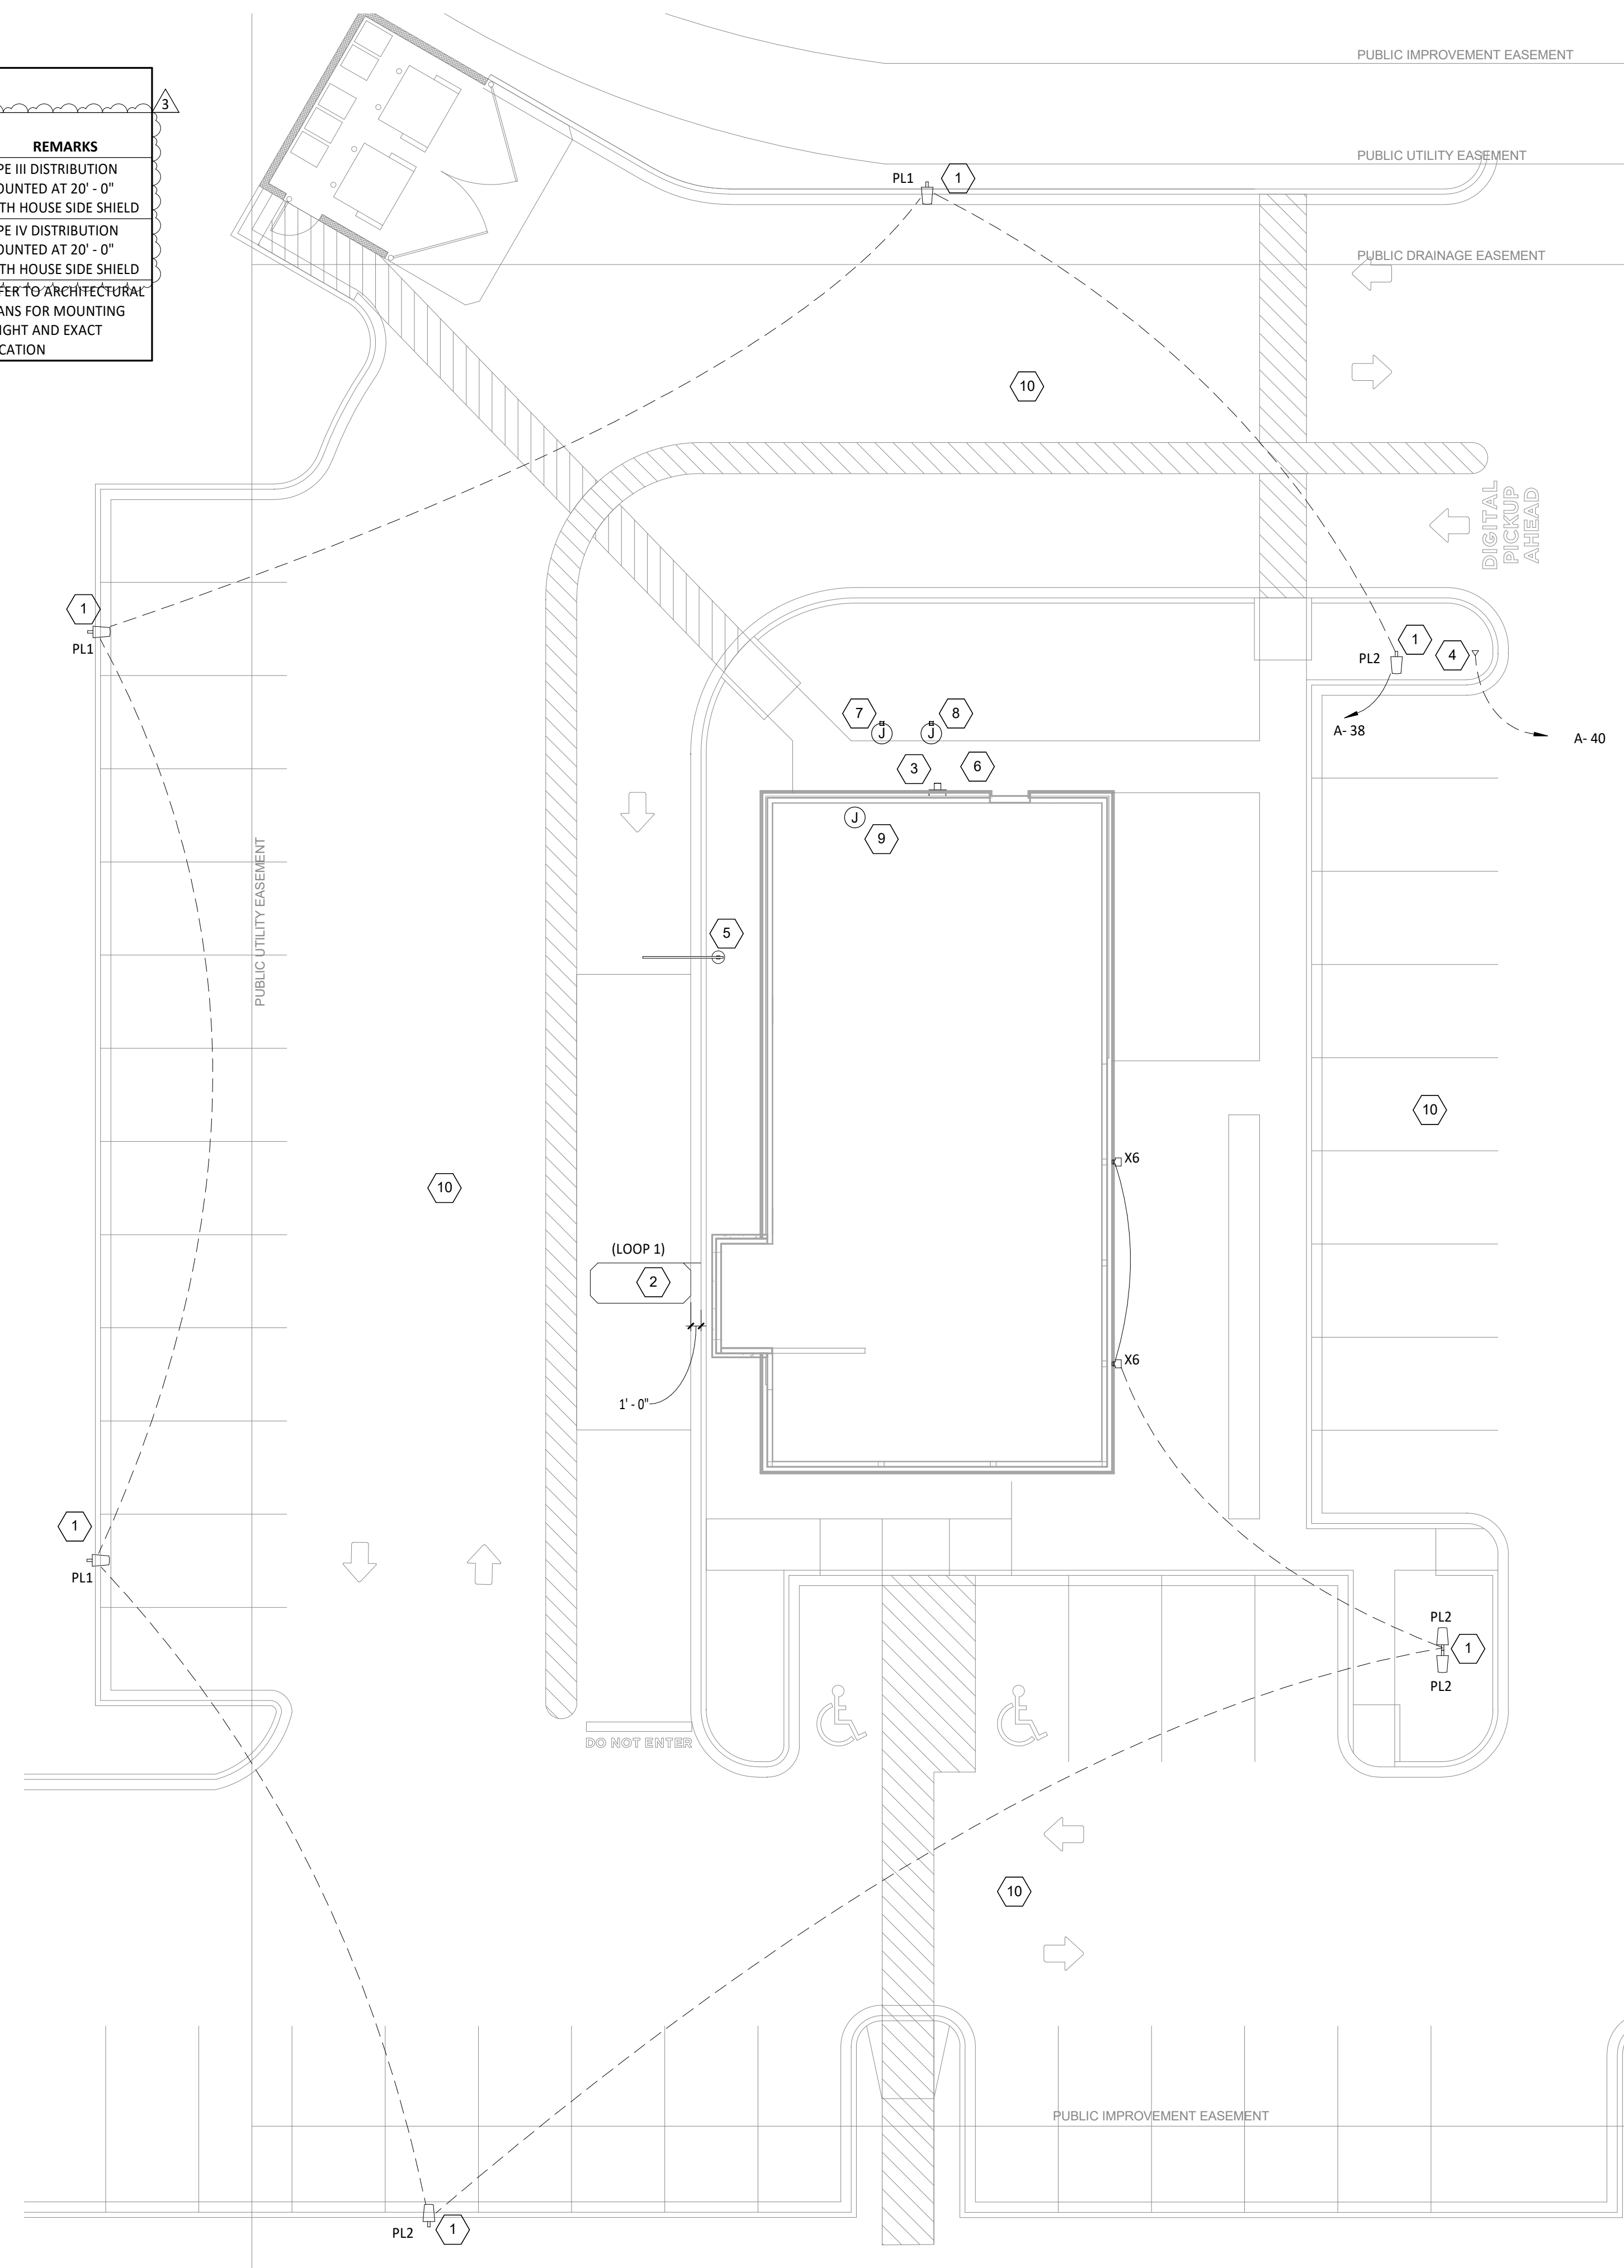 PUBLIC IMPROVEMENT EASEMENT
3
REMARKS
PE III DISTRIBUTION
OUNTED AT 20' - 0"
TH HOUSE SIDE SHIELD
PE IV DISTRIBUTION
OUNTED AT 20' - 0"
TH HOUSE SIDE SHIELD
FER TO ARCHITECTURAL
ANS FOR MOUNTING
IGHT AND EXACT
CATION
PUBLIC UTILITY EASEMENT
PL1
1
PUBLIC DRAINAGE EASEMENT
10
DIGITAL
PICKUP
AHEAD
1
PL1
PL2
1
4
A- 38
A- 40
7
8
J
J
3
6
J
9
PUBLIC UTILITY EASEMENT
5
10
10
X6
(LOOP 1)
2
X6
1' - 0"
1
PL1
PL2
1
PL2
DO NOT ENTER
10
PUBLIC IMPROVEMENT EASEMENT
PL2
1